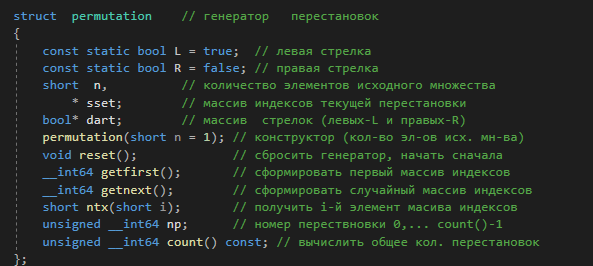 struct permutation // генератор перестановок
{
const static bool L = true; // левая стрелка
const static bool R = false; // правая стрелка
short n, // количество элементов исходного множества
* sset; // массив индексов текущей перестановки
bool* dart; // массив стрелок (левых-L и правых-R)
permutation(short n = 1); // конструктор (кол-во эл-ов исх. мн-ва)
void reset(); // сбросить генератор, начать сначала
__int64 getfirst(); // сформировать первый массив индексов
__int64 getnext(); // сформировать случайный массив индексов
short ntx(short i); // получить i-й элемент масива индексов
unsigned __int64 np; // номер перествновки 0,... count()-1
unsigned __int64 count() const; // вычислить общее кол. перестановок
};